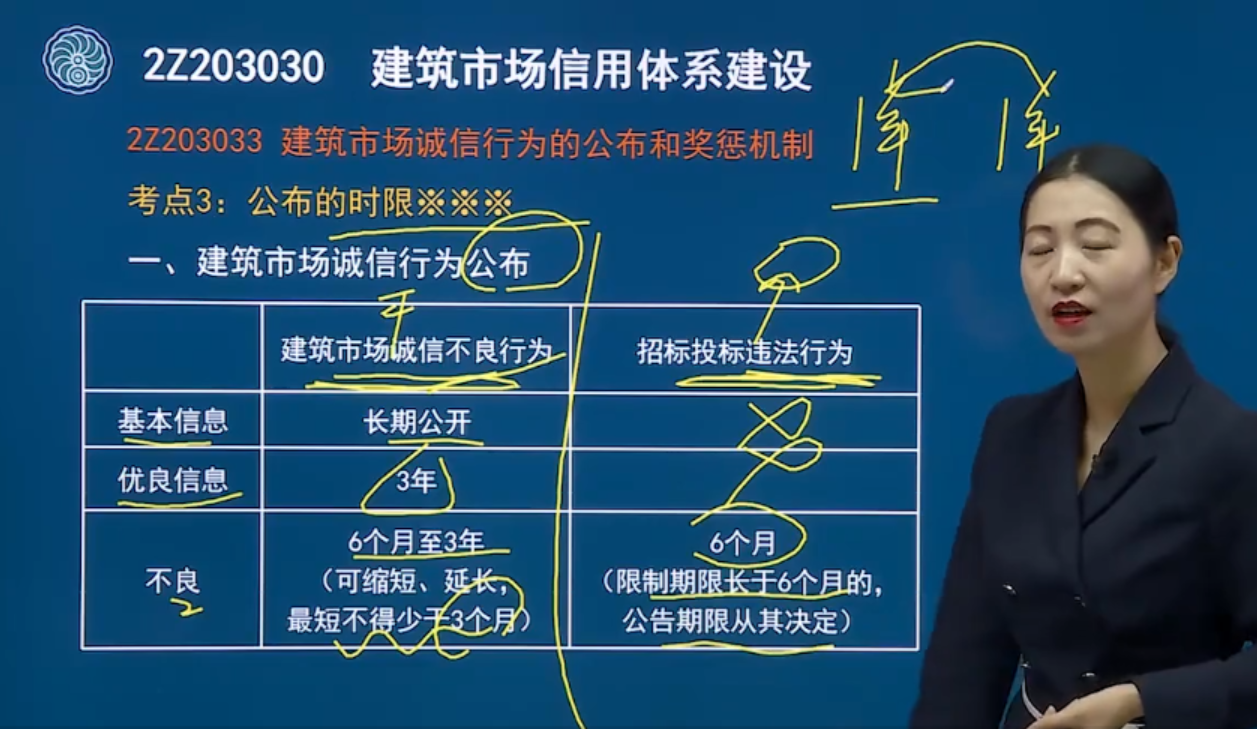 2Z203030 建筑市场信用体系建设
2Z203033 建筑市场诚信行为的公布和奖惩机制
考点3：公布的时限※※※
一、建筑市场诚信行为公布
1年 1年
建筑市场诚信不良行为 招标投标违法行为
基本信息 长期公开
优良信息 3年
不良
6个月至3年
（可缩短、延长，
最短不得少于3个月）
6个月
（限制期限长于6个月的，
公告期限从其决定）